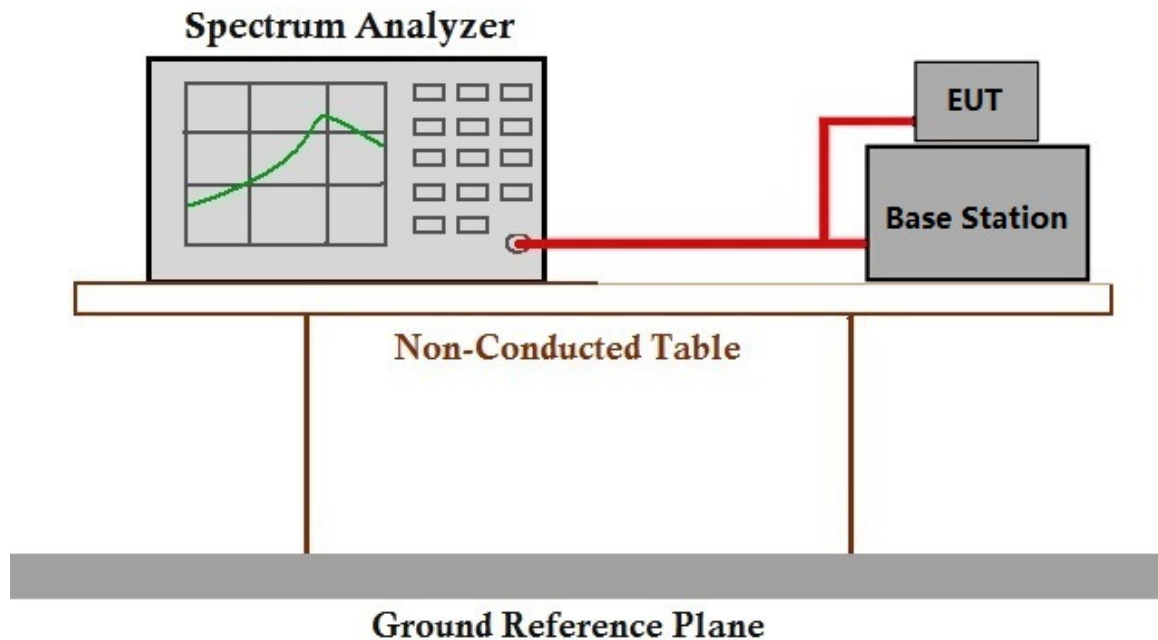 Spectrum Analyzer
EUT
Base Station
Non-Conducted Table
Ground Reference Plane